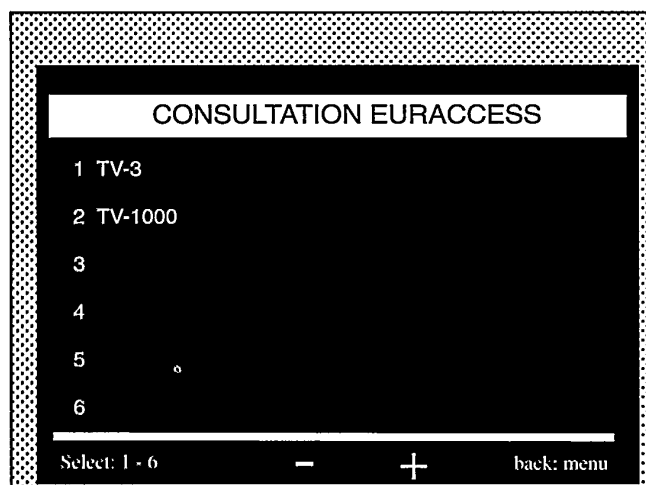 CONSULTATION EURACCESS
1 TV-3
2 TV-1000
3
4
5
6
Select: 1 - 6 - + back: menu